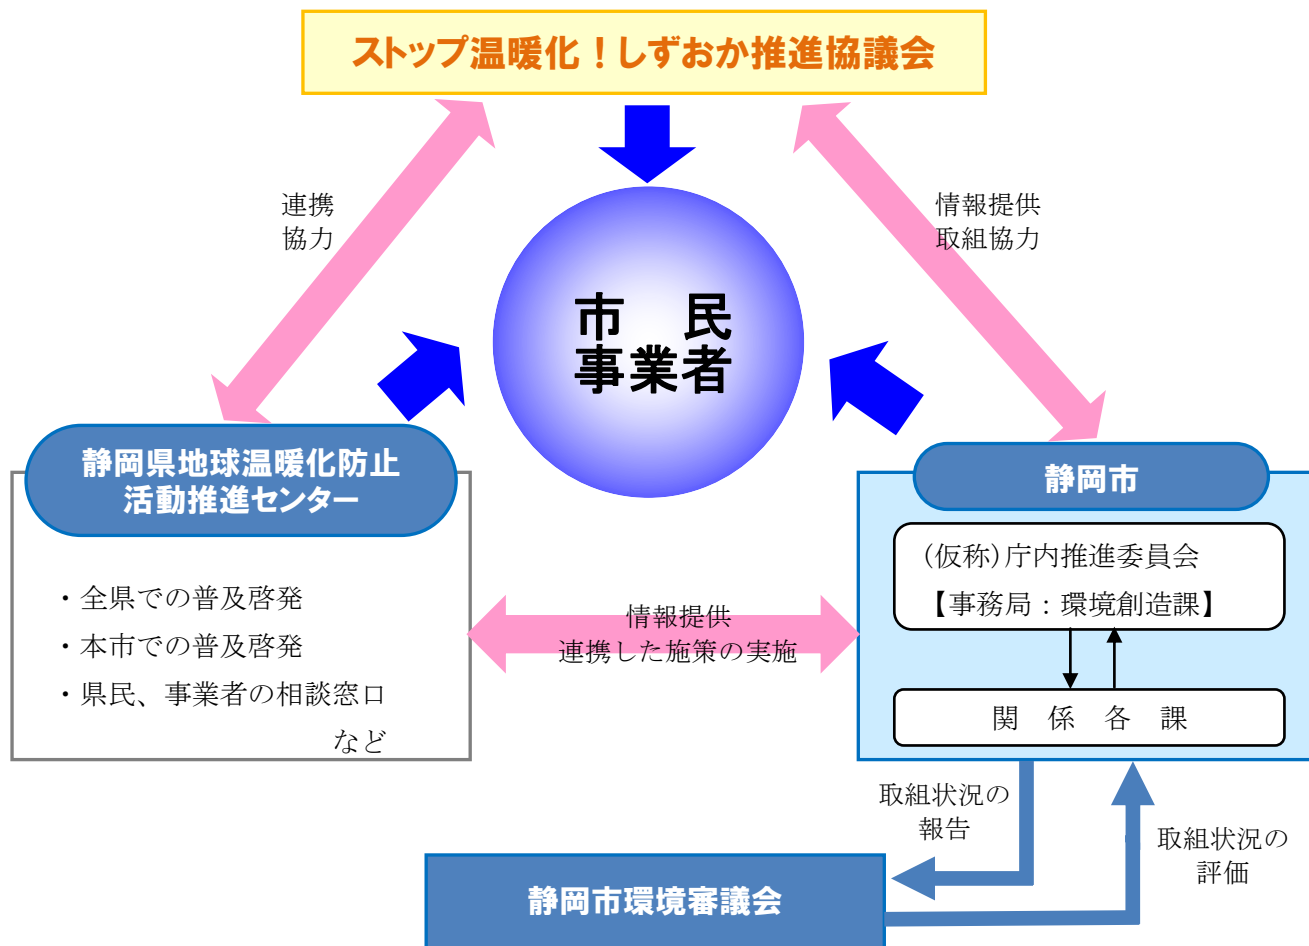 ストップ温暖化！しずおか推進協議会
連携
協力
情報提供
取組協力
市　民
事業者
静岡県地球温暖化防止
活動推進センター
・全県での普及啓発
・本市での普及啓発
・県民、事業者の相談窓口
など
情報提供
連携した施策の実施
静岡市
(仮称)庁内推進委員会
【事務局：環境創造課】
関　係　各　課
取組状況の
報告
取組状況の
評価
静岡市環境審議会